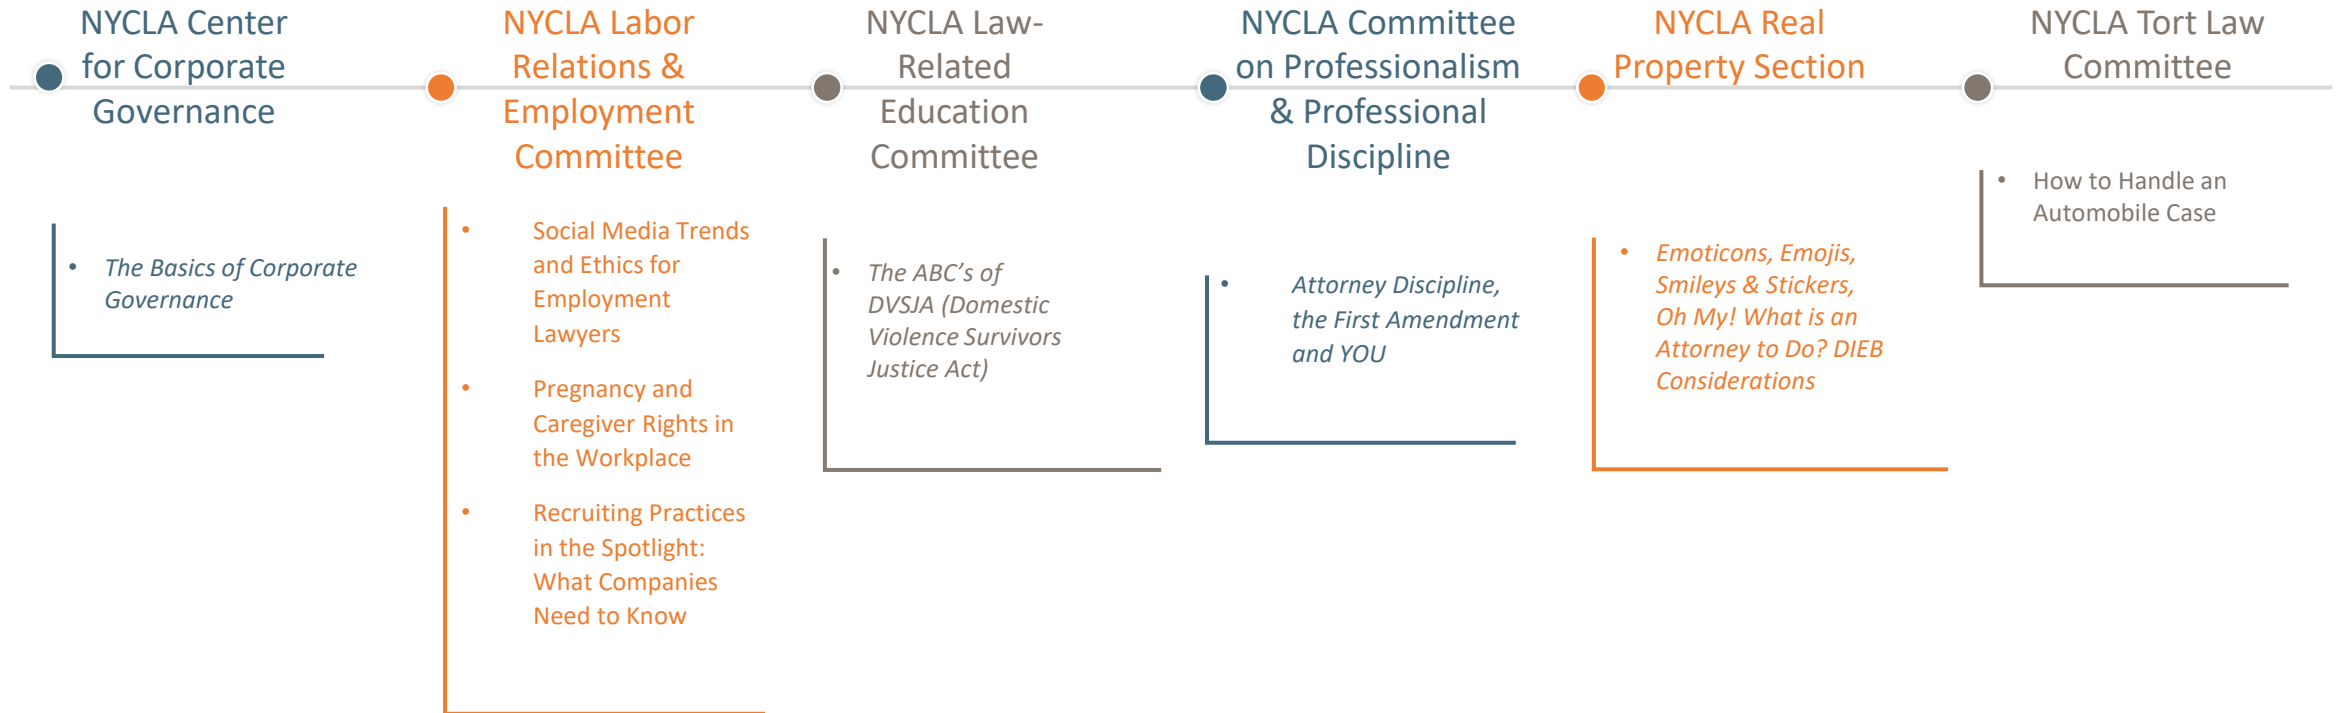 NYCLA Center
for Corporate
Governance
• The Basics of Corporate
Governance
NYCLA Labor
Relations &
Employment
Committee
• Social Media Trends
and Ethics for
Employment
Lawyers
• Pregnancy and
Caregiver Rights in
the Workplace
• Recruiting Practices
in the Spotlight:
What Companies
Need to Know
NYCLA Law-
Related
Education
Committee
• The ABC’s of
DVSJA (Domestic
Violence Survivors
Justice Act)
NYCLA Committee
on Professionalism
& Professional
Discipline
• Attorney Discipline,
the First Amendment
and YOU
NYCLA Real
Property Section
• Emoticons, Emojis,
Smileys & Stickers,
Oh My! What is an
Attorney to Do? DIEB
Considerations
NYCLA Tort Law
Committee
• How to Handle an
Automobile Case